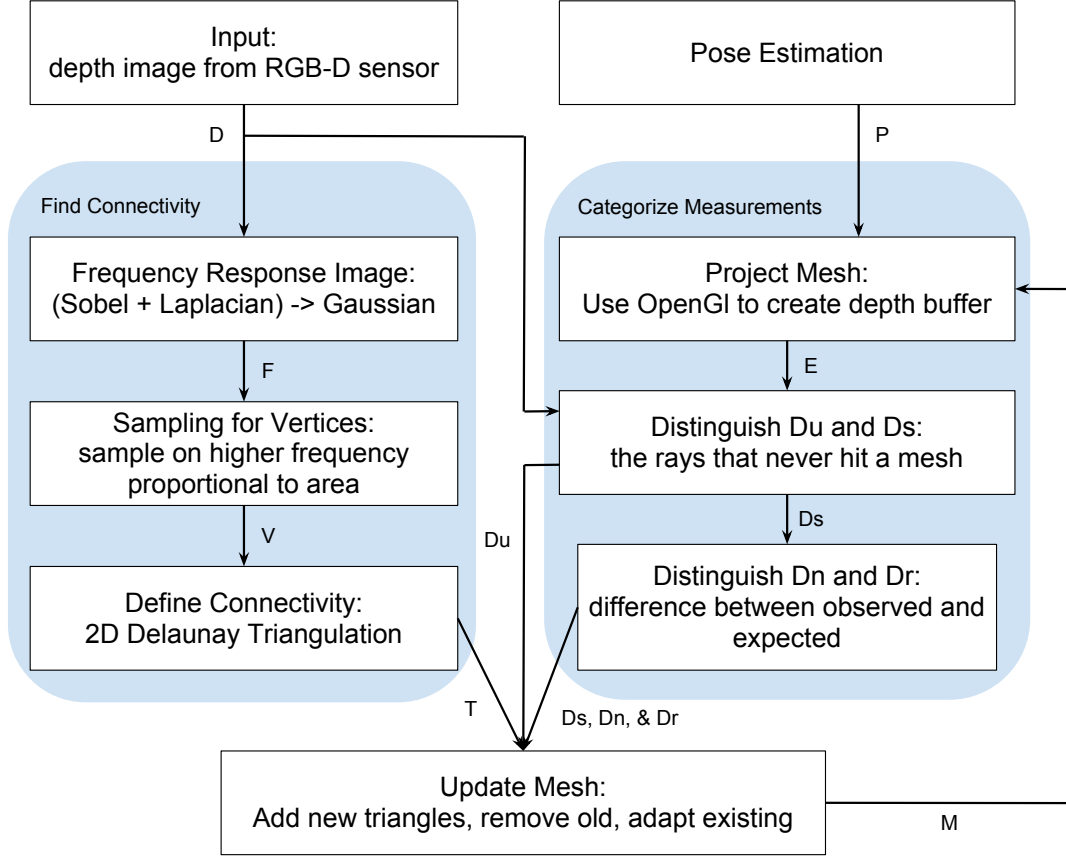 Input:
depth image from RGB-D sensor
Pose Estimation
D
P
Find Connectivity
Categorize Measurements
Frequency Response Image:
(Sobel + Laplacian) -> Gaussian
Project Mesh:
Use OpenGl to create depth buffer
F
E
Sampling for Vertices:
sample on higher frequency
proportional to area
Distinguish Du and Ds:
the rays that never hit a mesh
V
Du
Ds
Define Connectivity:
2D Delaunay Triangulation
Distinguish Dn and Dr:
difference between observed and
expected
T
Ds, Dn, & Dr
Update Mesh:
Add new triangles, remove old, adapt existing
M